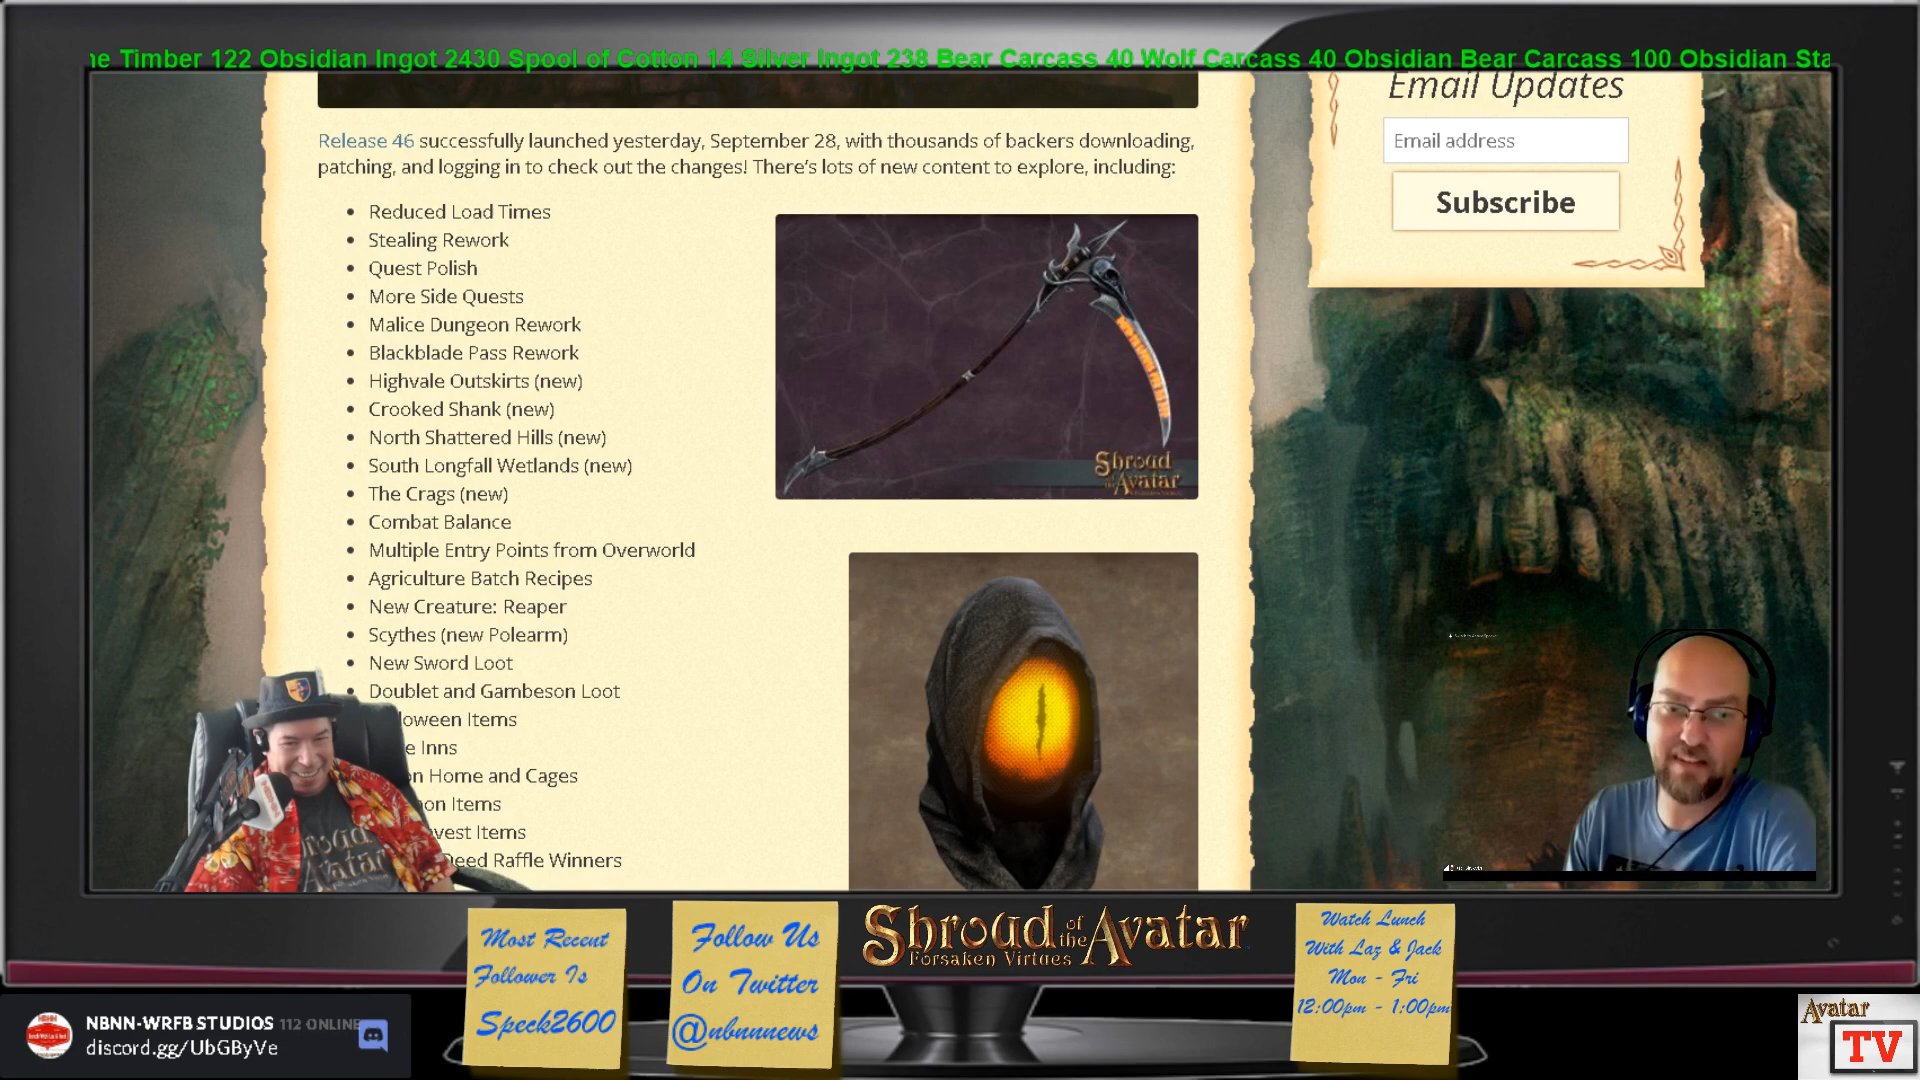 Timber 122 Obsidian Ingot 2430 Spool of Cotton 14 Silver Ingot 238 Bear Carcass 40 Wolf Carcass 40 Obsidian Bear Carcass 100 Obsidian
Email Updates
Email address
Subscribe
Release 46 successfully launched yesterday, September 28, with thousands of backers downloading,
patching, and logging in to check out the changes! There's lots of new content to explore, including:
Reduced Load Times
Stealing Rework
Quest Polish
More Side Quests
Malice Dungeon Rework
Blackblade Pass Rework
Highvale Outskirts (new)
Crooked Shank (new)
North Shattered Hills (new)
South Longfall Wetlands (new)
The Crags (new)
Combat Balance
Multiple Entry Points from Overworld
Agriculture Batch Recipes
New Creature: Reaper
Scythes (new Polearm)
New Sword Loot
Doublet and Gambeson Loot
loween Items
e Inns
on Home and Cages
on Items
vest Items
Deed Raffle Winners
Shroud
of the Avatar
Most Recent
Follower Is
Speck2600
Follow Us
On Twitter
@nbnnnews
Shroud of the Avatar
Forsaken Virtues
Watch Lunch
With Laz & Jack
Mon - Fri
12:00pm - 1:00pm
NBNN-WRFB STUDIOS 112 ONLINE
discord.gg/UbGByVe
Avatar
TV